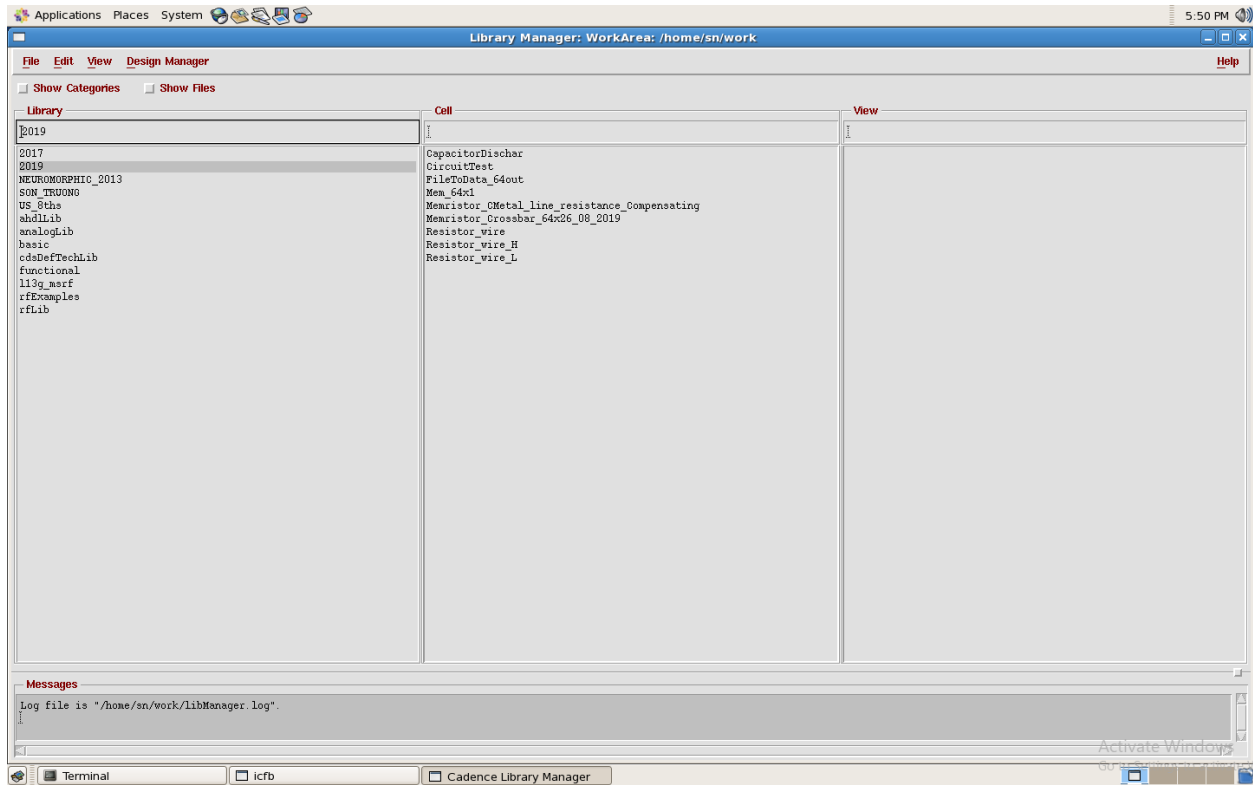 Applications Places System 5:50 PM
Library Manager: WorkArea: /home/sn/work
File Edit View Design Manager Help
Show Categories Show Files
Library
2019
2017
2019
NEUROMORPHIC_2013
SON_TRUONG
US_8ths
ahdlLib
analogLib
basic
cdsDefTechLib
functional
l13g_msrf
rfExamples
rfLib
Cell
CapacitorDischar
CircuitTest
FileToData_64out
Mem_64x1
Memristor_CMetal_line_resistance_Compensating
Memristor_Crossbar_64x26_08_2019
Resistor_wire
Resistor_wire_H
Resistor_wire_L
View
Messages
Log file is "/home/sn/work/libManager.log".
Activate Windows
Terminal icfb Cadence Library Manager